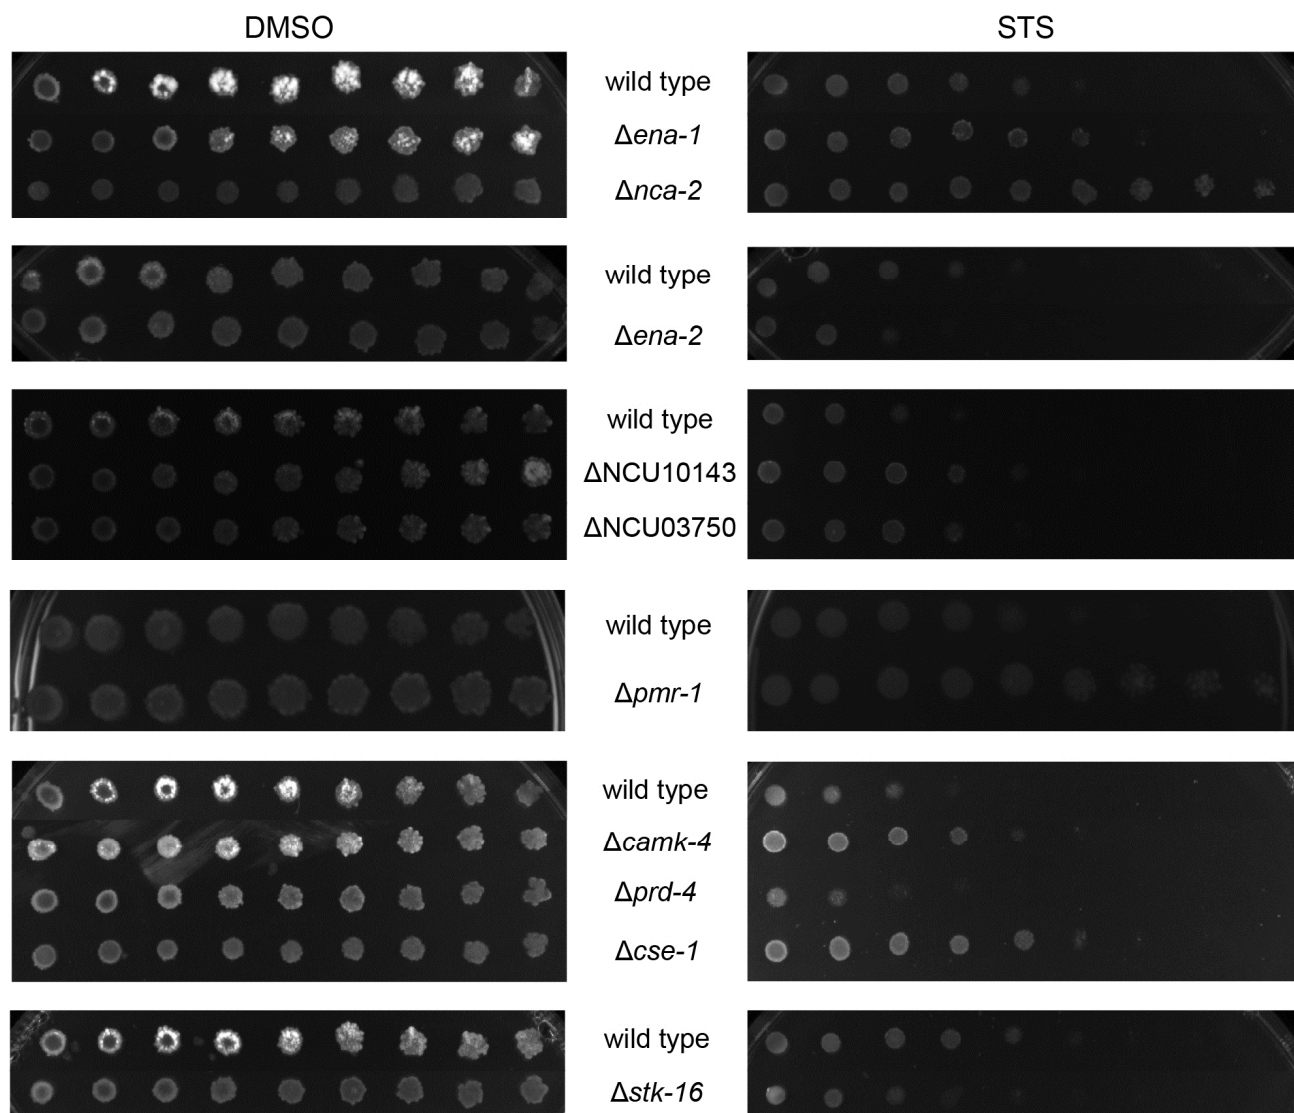 DMSO STS
wild type
Δena-1
Δnca-2
wild type
Δena-2
wild type
ΔNCU10143
ΔNCU03750
wild type
Δpmr-1
wild type
Δcamk-4
Δprd-4
Δcse-1
wild type
Δstk-16